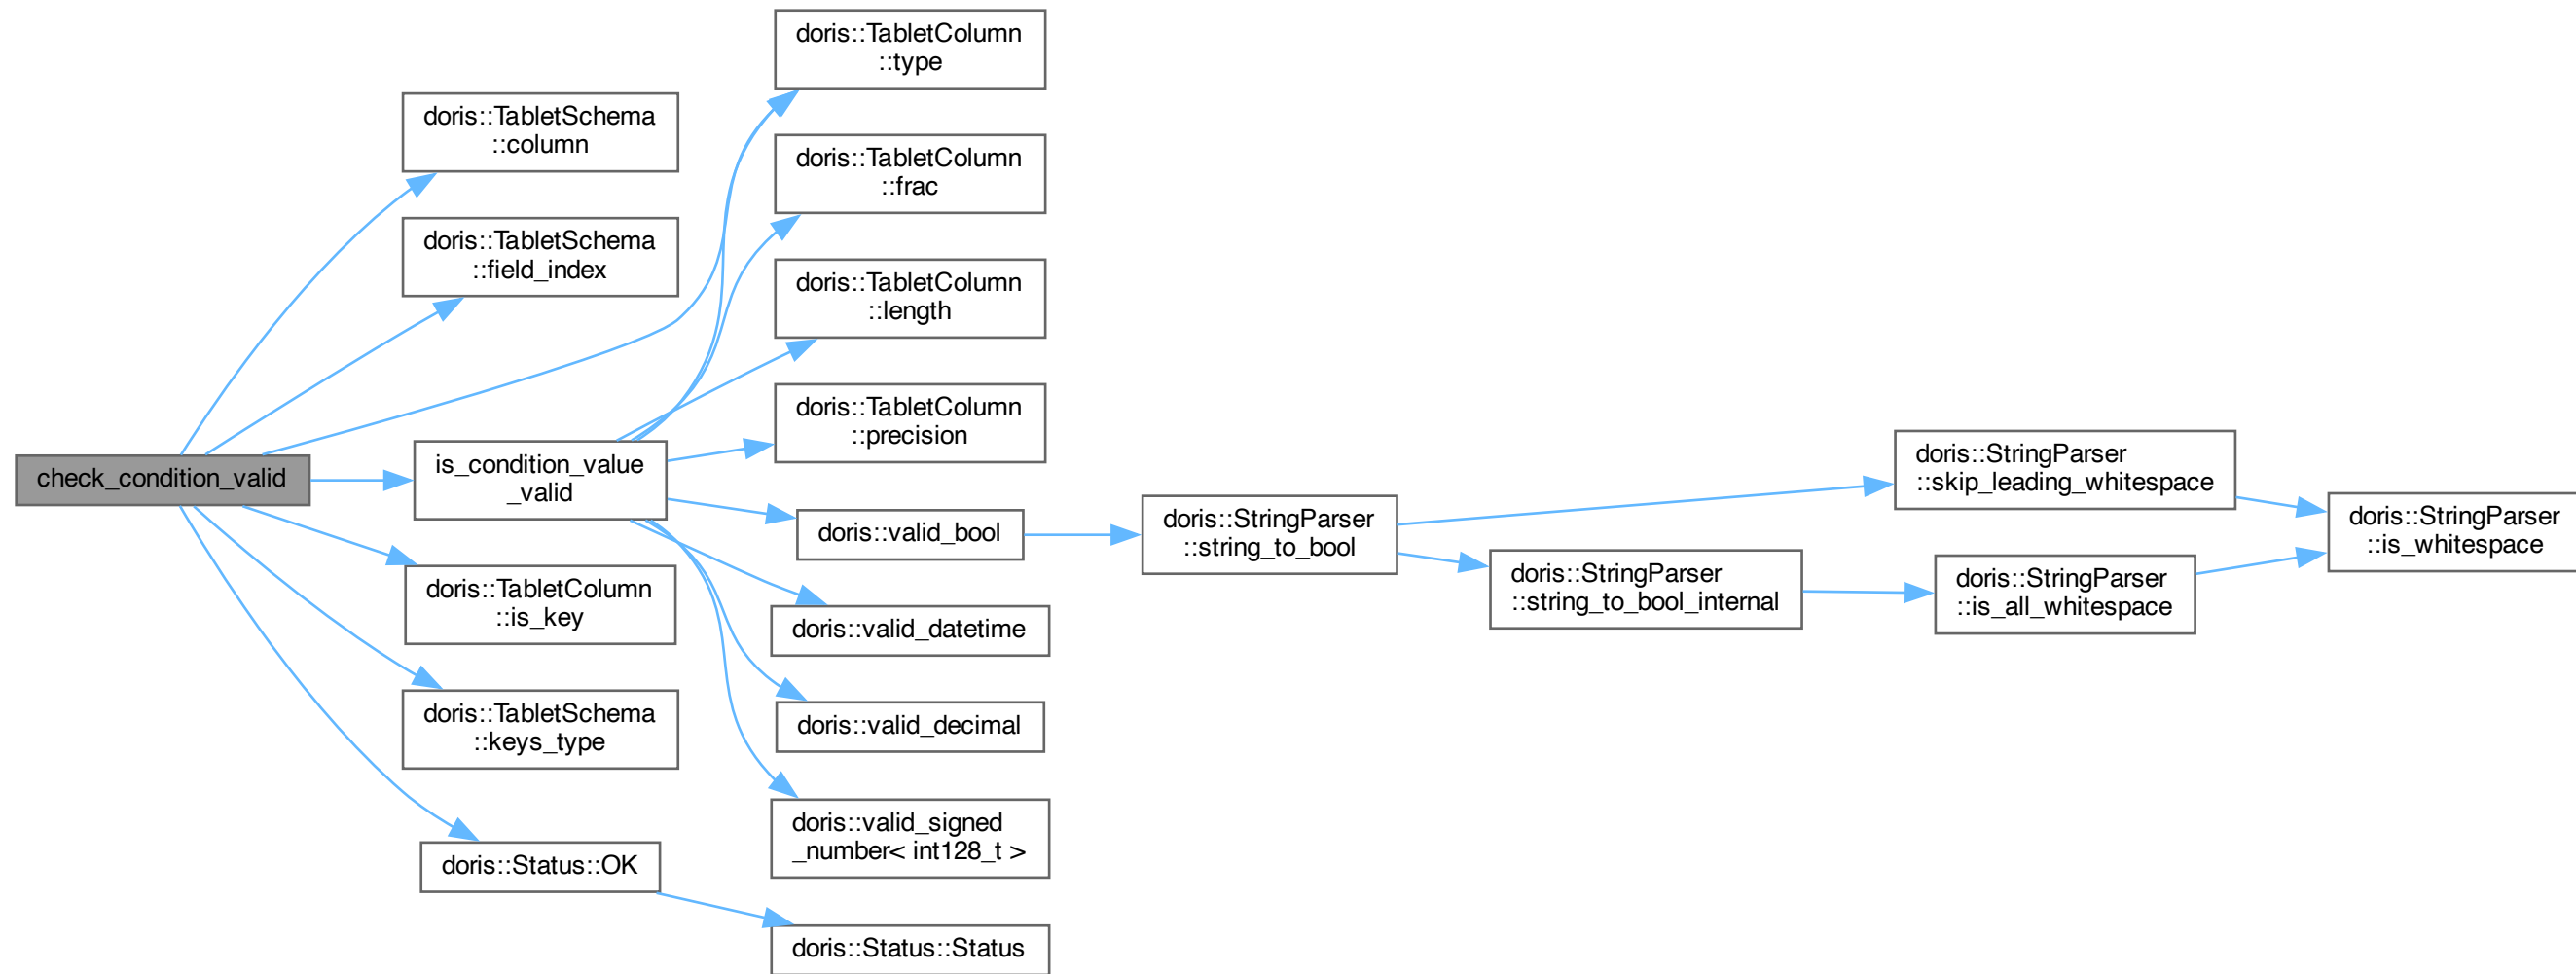 doris::TabletColumn
::type
doris::TabletSchema
::column
doris::TabletColumn
::frac
doris::TabletSchema
::field_index
doris::TabletColumn
::length
doris::TabletColumn
::precision
check_condition_valid
is_condition_value
_valid
doris::StringParser
::skip_leading_whitespace
doris::StringParser
::string_to_bool
doris::valid_bool
doris::StringParser
::is_whitespace
doris::StringParser
::string_to_bool_internal
doris::StringParser
::is_all_whitespace
doris::TabletColumn
::is_key
doris::valid_datetime
doris::TabletSchema
::keys_type
doris::valid_decimal
doris::valid_signed
_number< int128_t >
doris::Status::OK
doris::Status::Status